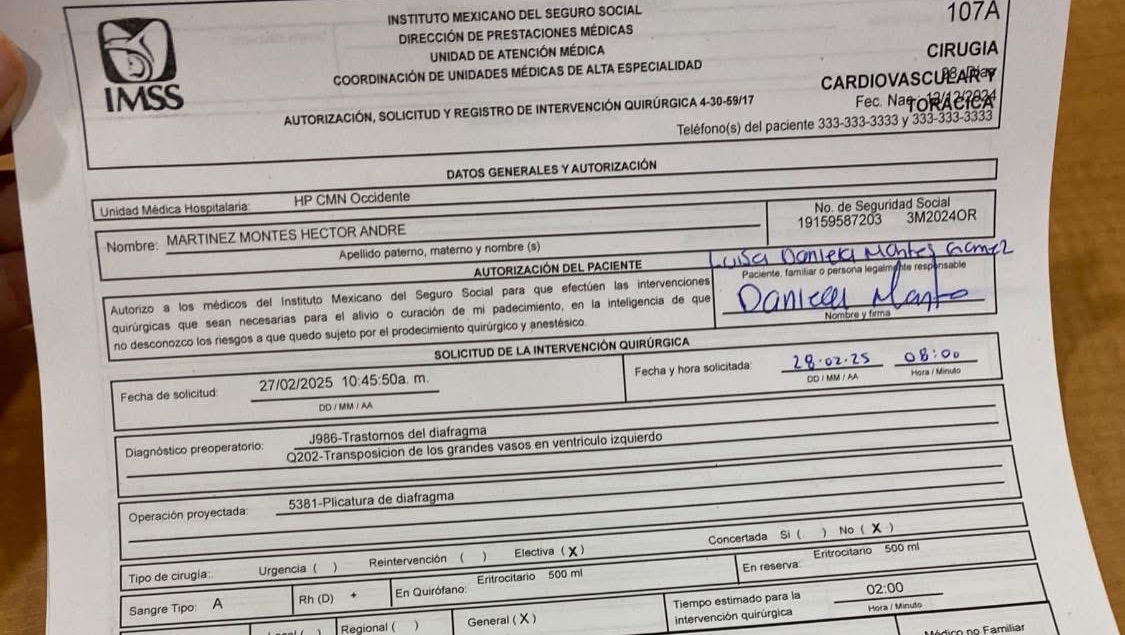 INSTITUTO MEXICANO DEL SEGURO SOCIAL
DIRECCIÓN DE PRESTACIONES MÉDICAS
UNIDAD DE ATENCIÓN MÉDICA
COORDINACIÓN DE UNIDADES MÉDICAS DE ALTA ESPECIALIDAD
AUTORIZACIÓN, SOLICITUD Y REGISTRO DE INTERVENCIÓN QUIRÚRGICA 4-30-59/17
IMSS
107A
CIRUGIA
CARDIOVASCULAR Y
TORACICA
Fec. Nac.:
Teléfono(s) del paciente 333-333-3333 y 333-333-3333
DATOS GENERALES Y AUTORIZACIÓN
Unidad Médica Hospitalaria: HP CMN Occidente
Nombre: MARTINEZ MONTES HECTOR ANDRE
Apellido paterno, materno y nombre (s)
No. de Seguridad Social
19159587203 3M2024OR
AUTORIZACIÓN DEL PACIENTE
Autorizo a los médicos del Instituto Mexicano del Seguro Social para que efectúen las intervenciones
quirúrgicas que sean necesarias para el alivio o curación de mi padecimiento, en la inteligencia de que
no desconozco los riesgos a que quedo sujeto por el prodecimiento quirúrgico y anestésico.
Luisa Daniela Montes
Paciente, familiar o persona legalmente responsable
Nombre y firma
SOLICITUD DE LA INTERVENCIÓN QUIRÚRGICA
Fecha de solicitud: 27/02/2025 10:45:50a. m.
DD / MM / AA
Fecha y hora solicitada: 28.02.25 08:00
DD / MM / AA Hora / Minuto
Diagnóstico preoperatorio: J986-Trastornos del diafragma
Q202-Transposicion de los grandes vasos en ventriculo izquierdo
Operación proyectada: 5381-Plicatura de diafragma
Tipo de cirugía: Urgencia ( ) Reintervención ( ) Electiva ( X ) Concertada Si ( ) No ( X )
Sangre Tipo: A Rh (D) + En Quirófano: Eritrocitario 500 ml En reserva: Eritrocitario 500 ml
Regional ( ) General ( X ) Tiempo estimado para la
intervención quirúrgica 02:00
Hora / Minuto
Médico no Familiar